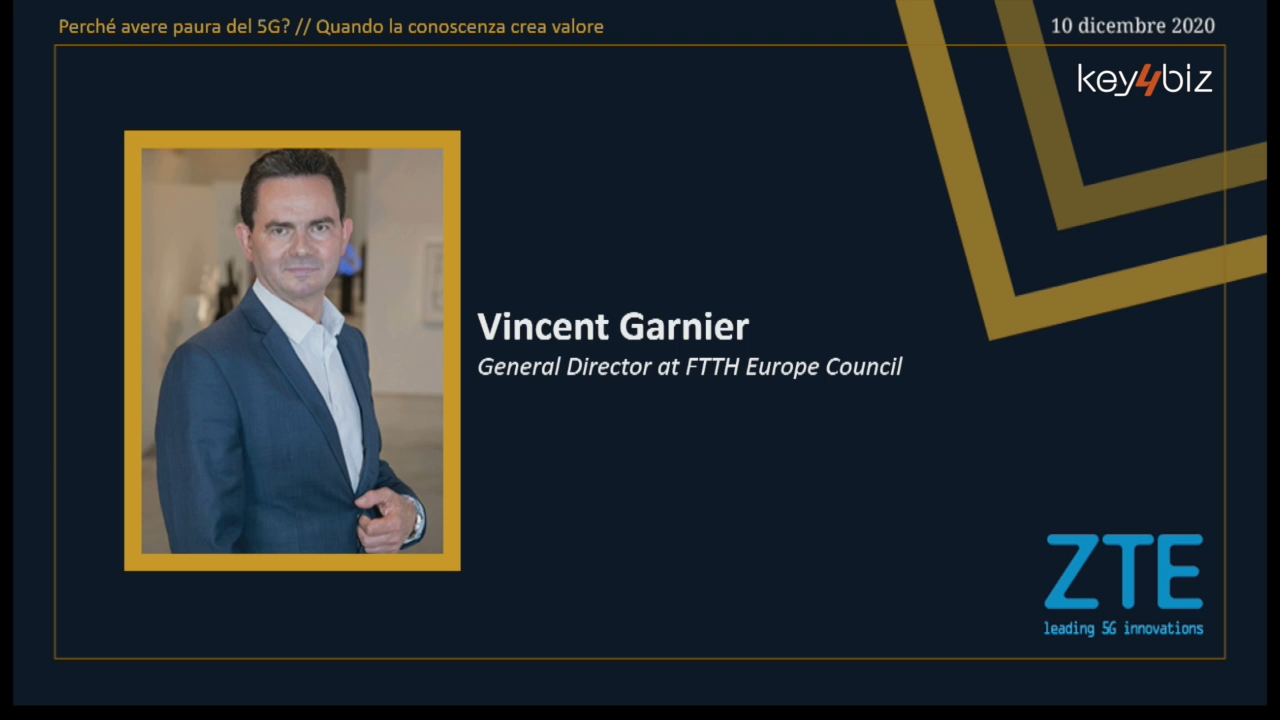 Perché avere paura del 5G? // Quando la conoscenza crea valore
10 dicembre 2020
key4biz
Vincent Garnier
General Director at FTTH Europe Council
ZTE
leading 5G innovations